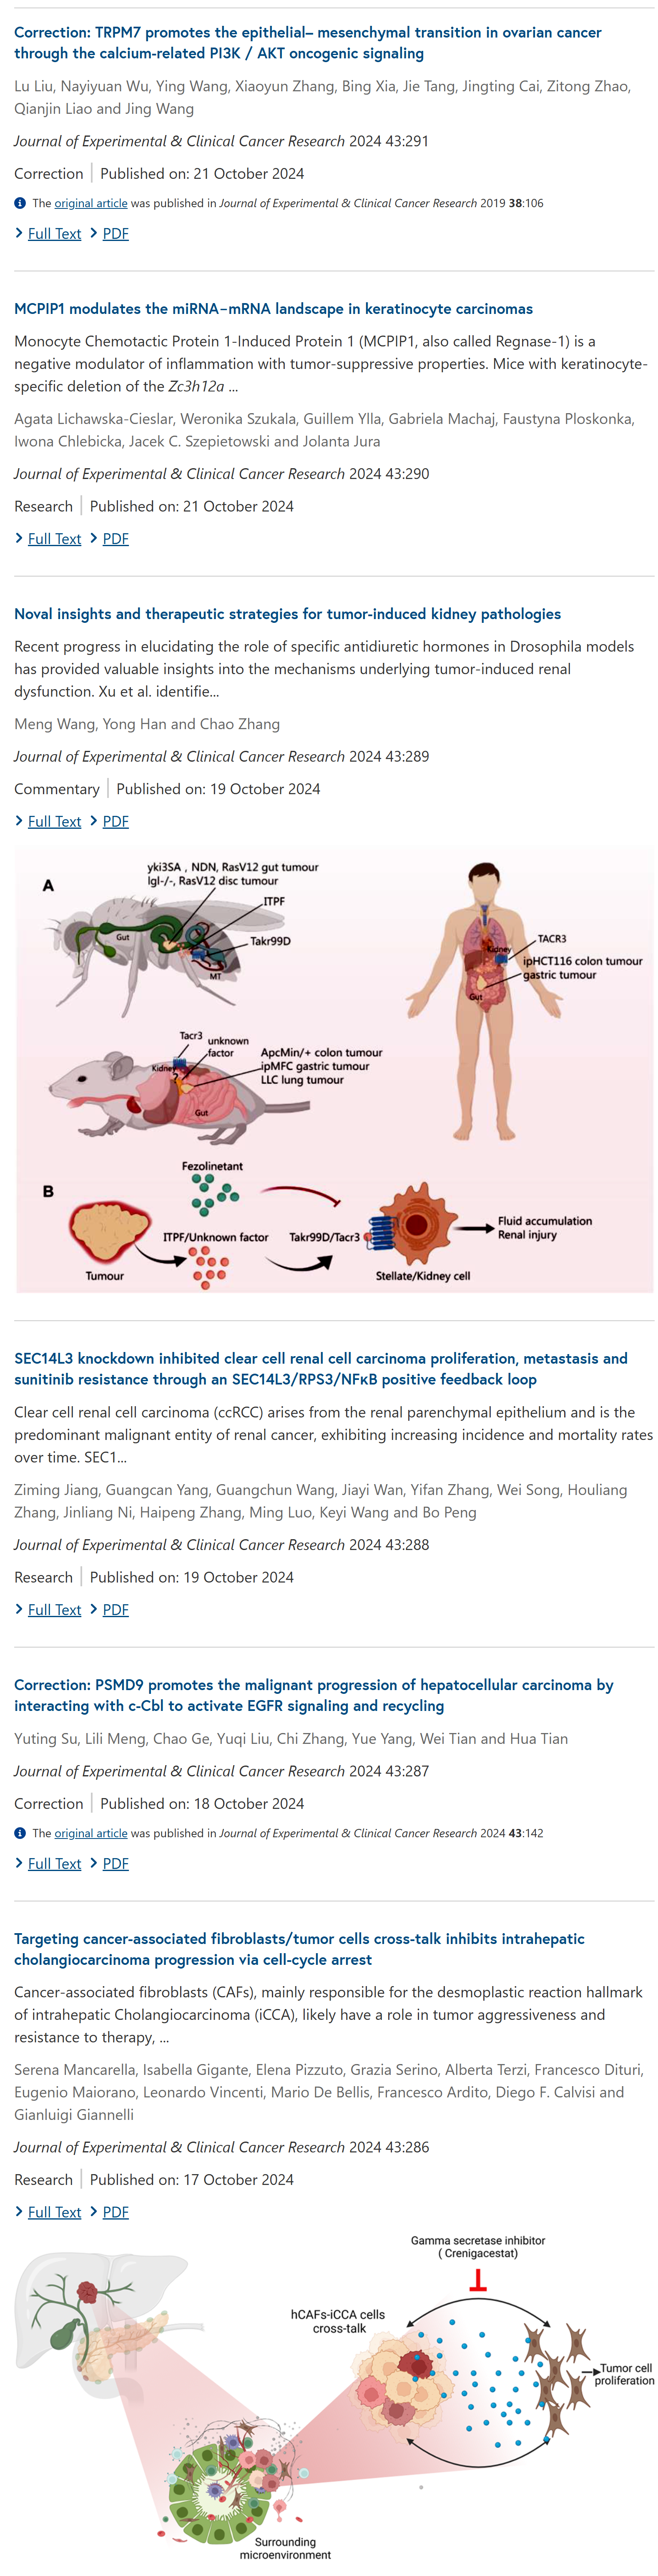 Correction: TRPM7 promotes the epithelial– mesenchymal transition in ovarian cancer
through the calcium-related PI3K / AKT oncogenic signaling
Lu Liu, Nayiyuan Wu, Ying Wang, Xiaoyun Zhang, Bing Xia, Jie Tang, Jingting Cai, Zitong Zhao,
Qianjin Liao and Jing Wang
Journal of Experimental & Clinical Cancer Research 2024 43:291
Correction | Published on: 21 October 2024
The original article was published in Journal of Experimental & Clinical Cancer Research 2019 38:106
Full Text PDF
MCPIP1 modulates the miRNA‒mRNA landscape in keratinocyte carcinomas
Monocyte Chemotactic Protein 1-Induced Protein 1 (MCPIP1, also called Regnase-1) is a
negative modulator of inflammation with tumor-suppressive properties. Mice with keratinocyte-
specific deletion of the Zc3h12a ...
Agata Lichawska-Cieslar, Weronika Szukala, Guillem Ylla, Gabriela Machaj, Faustyna Ploskonka,
Iwona Chlebicka, Jacek C. Szepietowski and Jolanta Jura
Journal of Experimental & Clinical Cancer Research 2024 43:290
Research | Published on: 21 October 2024
Full Text PDF
Noval insights and therapeutic strategies for tumor-induced kidney pathologies
Recent progress in elucidating the role of specific antidiuretic hormones in Drosophila models
has provided valuable insights into the mechanisms underlying tumor-induced renal
dysfunction. Xu et al. identifie...
Meng Wang, Yong Han and Chao Zhang
Journal of Experimental & Clinical Cancer Research 2024 43:289
Commentary | Published on: 19 October 2024
Full Text PDF
A
yki3SA , NDN, RasV12 gut tumour
lgl-/-, RasV12 disc tumour
ITPF
Gut
Takr99D
MT
TACR3
Kidney
ipHCT116 colon tumour
gastric tumour
Gut
Tacr3
unknown
factor
Kidney
?
ApcMin/+ colon tumour
ipMFC gastric tumour
LLC lung tumour
Gut
B
Fezolinetant
Fluid accumulation
Renal injury
ITPF/Unknown factor
Takr99D/Tacr3
Tumour
Stellate/Kidney cell
SEC14L3 knockdown inhibited clear cell renal cell carcinoma proliferation, metastasis and
sunitinib resistance through an SEC14L3/RPS3/NFκB positive feedback loop
Clear cell renal cell carcinoma (ccRCC) arises from the renal parenchymal epithelium and is the
predominant malignant entity of renal cancer, exhibiting increasing incidence and mortality rates
over time. SEC1...
Ziming Jiang, Guangcan Yang, Guangchun Wang, Jiayi Wan, Yifan Zhang, Wei Song, Houliang
Zhang, Jinliang Ni, Haipeng Zhang, Ming Luo, Keyi Wang and Bo Peng
Journal of Experimental & Clinical Cancer Research 2024 43:288
Research | Published on: 19 October 2024
Full Text PDF
Correction: PSMD9 promotes the malignant progression of hepatocellular carcinoma by
interacting with c-Cbl to activate EGFR signaling and recycling
Yuting Su, Lili Meng, Chao Ge, Yuqi Liu, Chi Zhang, Yue Yang, Wei Tian and Hua Tian
Journal of Experimental & Clinical Cancer Research 2024 43:287
Correction | Published on: 18 October 2024
The original article was published in Journal of Experimental & Clinical Cancer Research 2024 43:142
Full Text PDF
Targeting cancer-associated fibroblasts/tumor cells cross-talk inhibits intrahepatic
cholangiocarcinoma progression via cell-cycle arrest
Cancer-associated fibroblasts (CAFs), mainly responsible for the desmoplastic reaction hallmark
of intrahepatic Cholangiocarcinoma (iCCA), likely have a role in tumor aggressiveness and
resistance to therapy, ...
Serena Mancarella, Isabella Gigante, Elena Pizzuto, Grazia Serino, Alberta Terzi, Francesco Dituri,
Eugenio Maiorano, Leonardo Vincenti, Mario De Bellis, Francesco Ardito, Diego F. Calvisi and
Gianluigi Giannelli
Journal of Experimental & Clinical Cancer Research 2024 43:286
Research | Published on: 17 October 2024
Full Text PDF
Gamma secretase inhibitor
( Crenigacestat)
hCAFs-iCCA cells
cross-talk
Tumor cell
proliferation
Surrounding
microenvironment